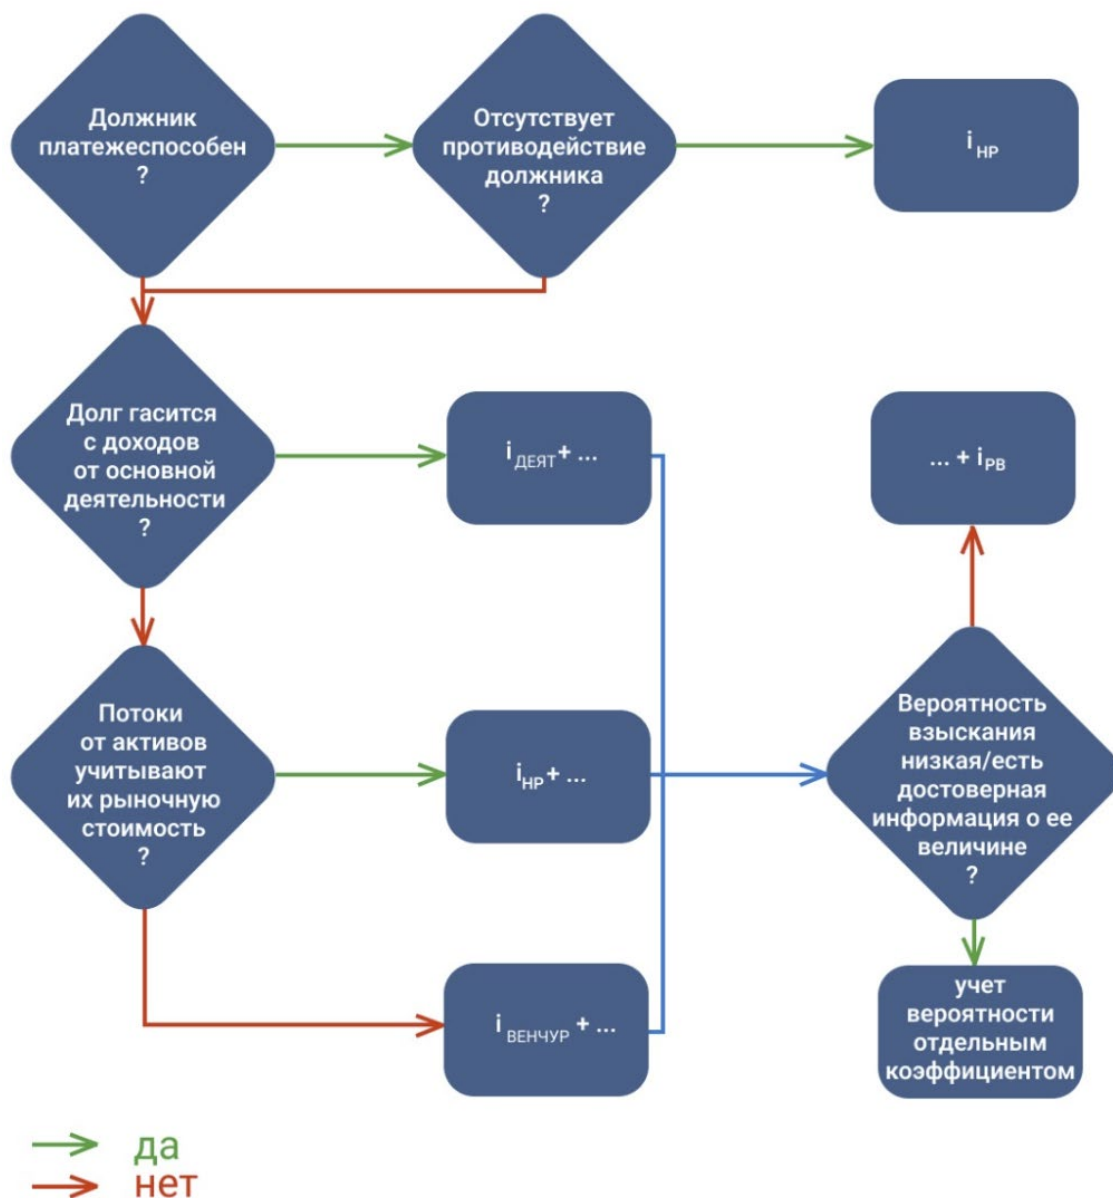 Должник
платежеспособен
?
Отсутствует
противодействие
должника
?
i НР
Долг гасится
с доходов
от основной
деятельности
?
i ДЕЯТ + ...
... + i РВ
Потоки
от активов
учитывают
их рыночную
стоимость
?
i НР + ...
Вероятность
взыскания
низкая/есть
достоверная
информация о ее
величине
?
i ВЕНЧУР + ...
учет
вероятности
отдельным
коэффициентом
да
нет